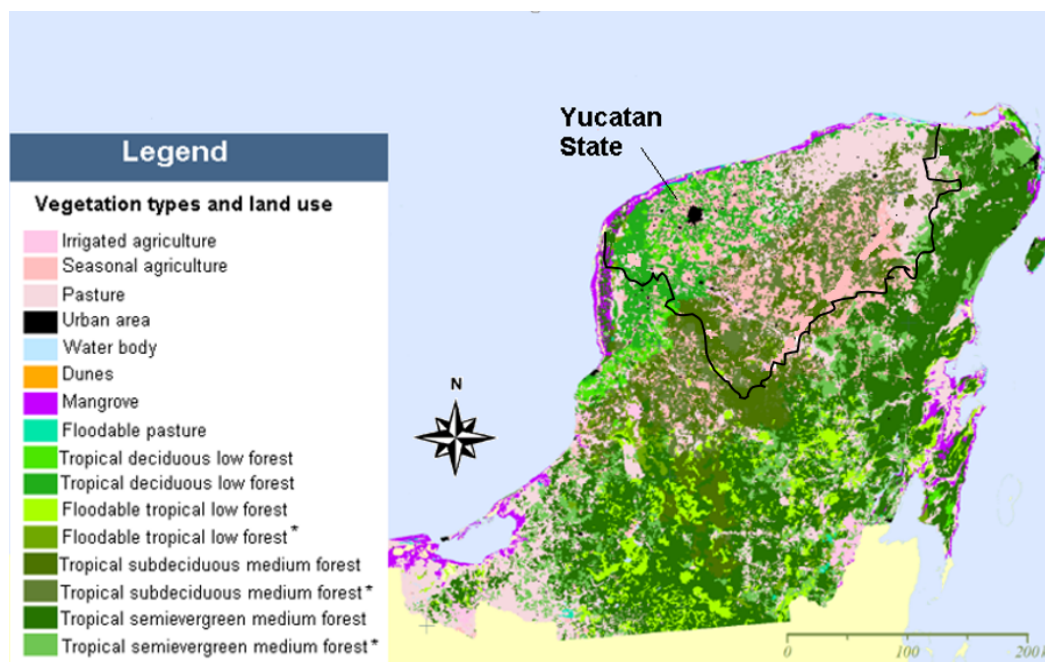 Yucatan
State
Legend
Vegetation types and land use
Irrigated agriculture
Seasonal agriculture
Pasture
Urban area
Water body
Dunes
Mangrove
Floodable pasture
Tropical deciduous low forest
Tropical deciduous low forest
Floodable tropical low forest
Floodable tropical low forest *
Tropical subdeciduous medium forest
Tropical subdeciduous medium forest *
Tropical semievergreen medium forest
Tropical semievergreen medium forest *
N
0 100 200